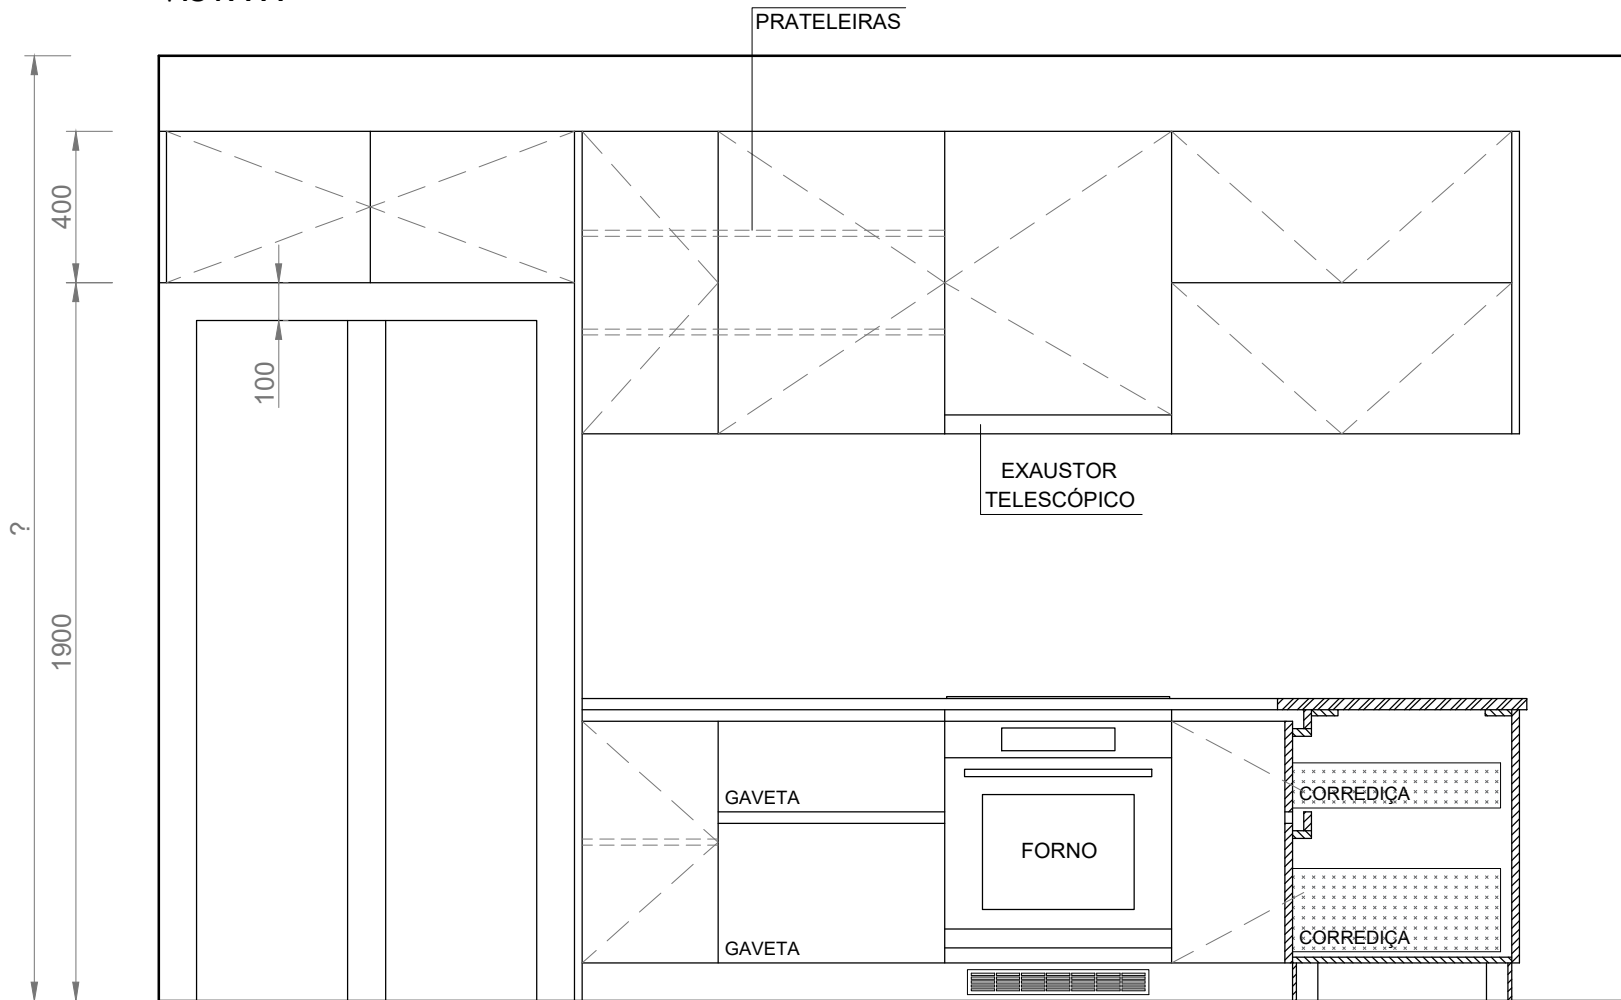 PRATELEIRAS
400
100
EXAUSTOR
TELESCÓPICO
?
1900
GAVETA
CORREDIÇA
FORNO
GAVETA
CORREDIÇA